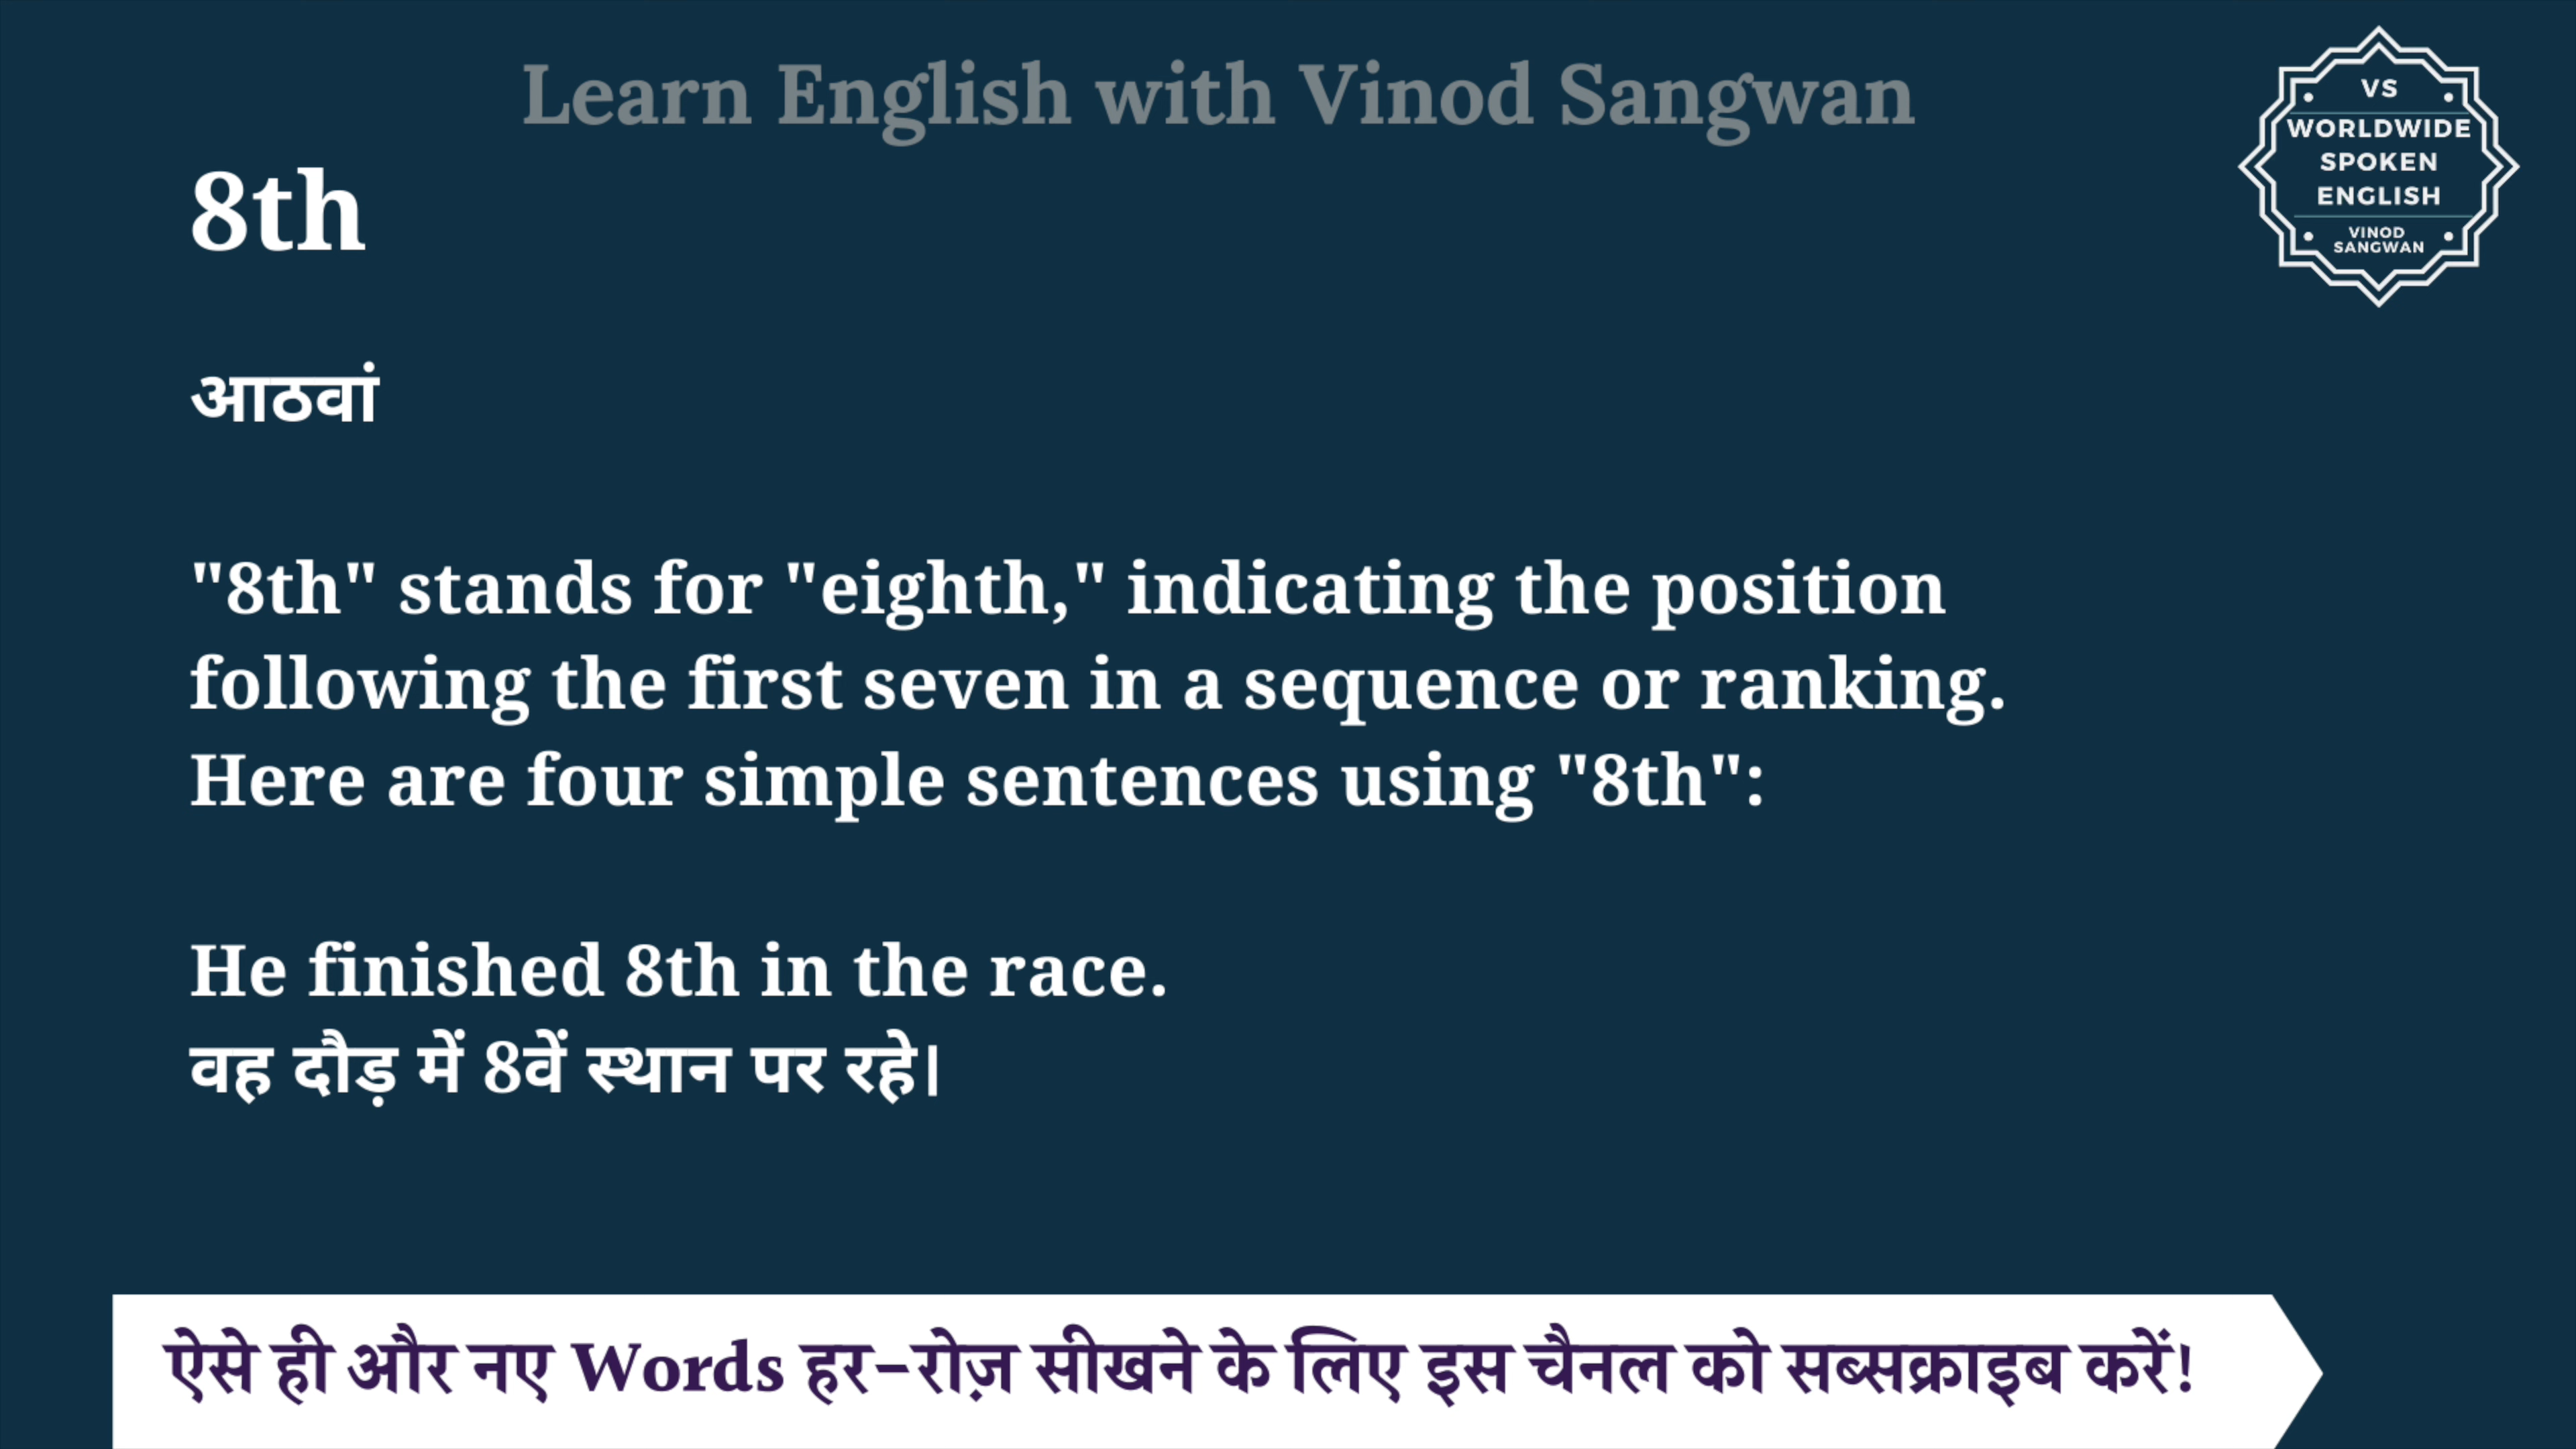 Learn English with Vinod Sangwan
VS
WORLDWIDE
SPOKEN
ENGLISH
VINOD
SANGWAN
8th
आठवां
"8th" stands for "eighth," indicating the position
following the first seven in a sequence or ranking.
Here are four simple sentences using "8th":
He finished 8th in the race.
वह दौड़ में 8वें स्थान पर रहे।
ऐसे ही और नए Words हर-रोज़ सीखने के लिए इस चैनल को सब्सक्राइब करें!